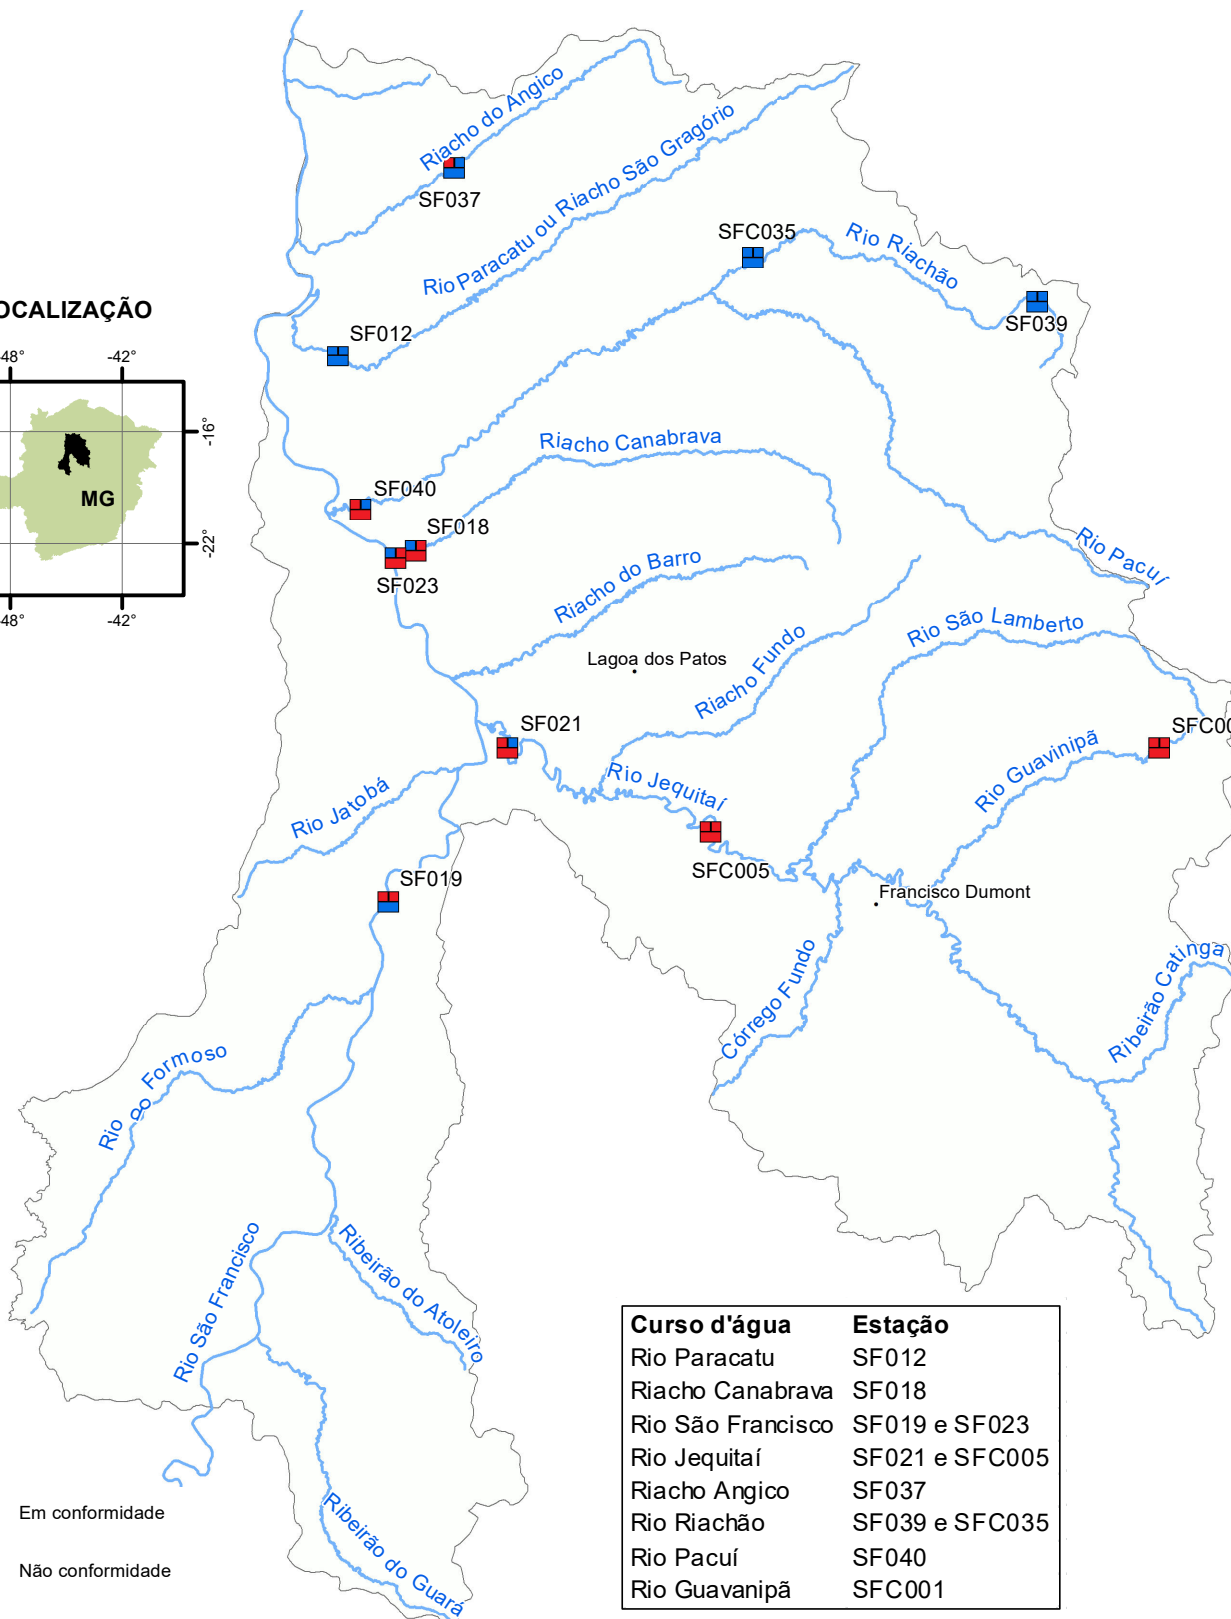 Riacho do Angico
SF037
Rio Paracatu ou Riacho São Gragório
SFC035
Rio Riachão
SF039
OCALIZAÇÃO
SF012
48°
-42°
-16°
MG
-22°
48°
-42°
Riacho Canabrava
SF040
SF018
SF023
Rio Pacuí
Riacho do Barro
Rio São Lamberto
Lagoa dos Patos
Riacho Fundo
SF021
SFC00
Rio Guavinipã
Rio Jequitaí
Rio Jatobá
SFC005
SF019
Francisco Dumont
Córrego Fundo
Ribeirão Catinga
Rio do Formoso
Rio São Francisco
Ribeirão do Atoleiro
Ribeirão do Guará
Em conformidade
Não conformidade
Curso d'água Estação
Rio Paracatu SF012
Riacho Canabrava SF018
Rio São Francisco SF019 e SF023
Rio Jequitaí SF021 e SFC005
Riacho Angico SF037
Rio Riachão SF039 e SFC035
Rio Pacuí SF040
Rio Guavanipã SFC001